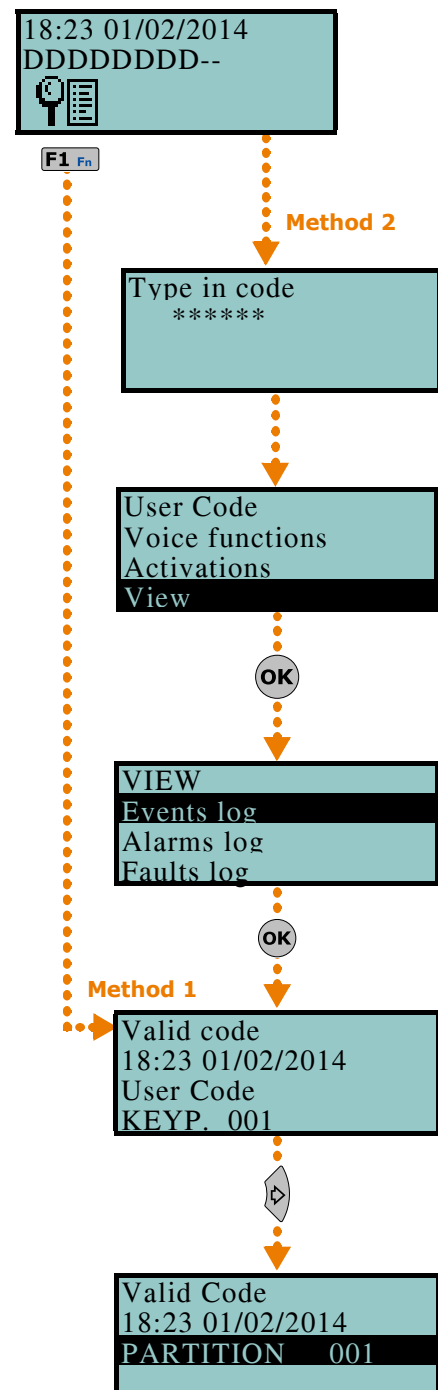 18:23 01/02/2014
DDDDDDDD--
F1 Fn
Method 2
Type in code
******
User Code
Voice functions
Activations
View
OK
VIEW
Events log
Alarms log
Faults log
OK
Method 1
Valid code
18:23 01/02/2014
User Code
KEYP. 001
Valid Code
18:23 01/02/2014
PARTITION 001